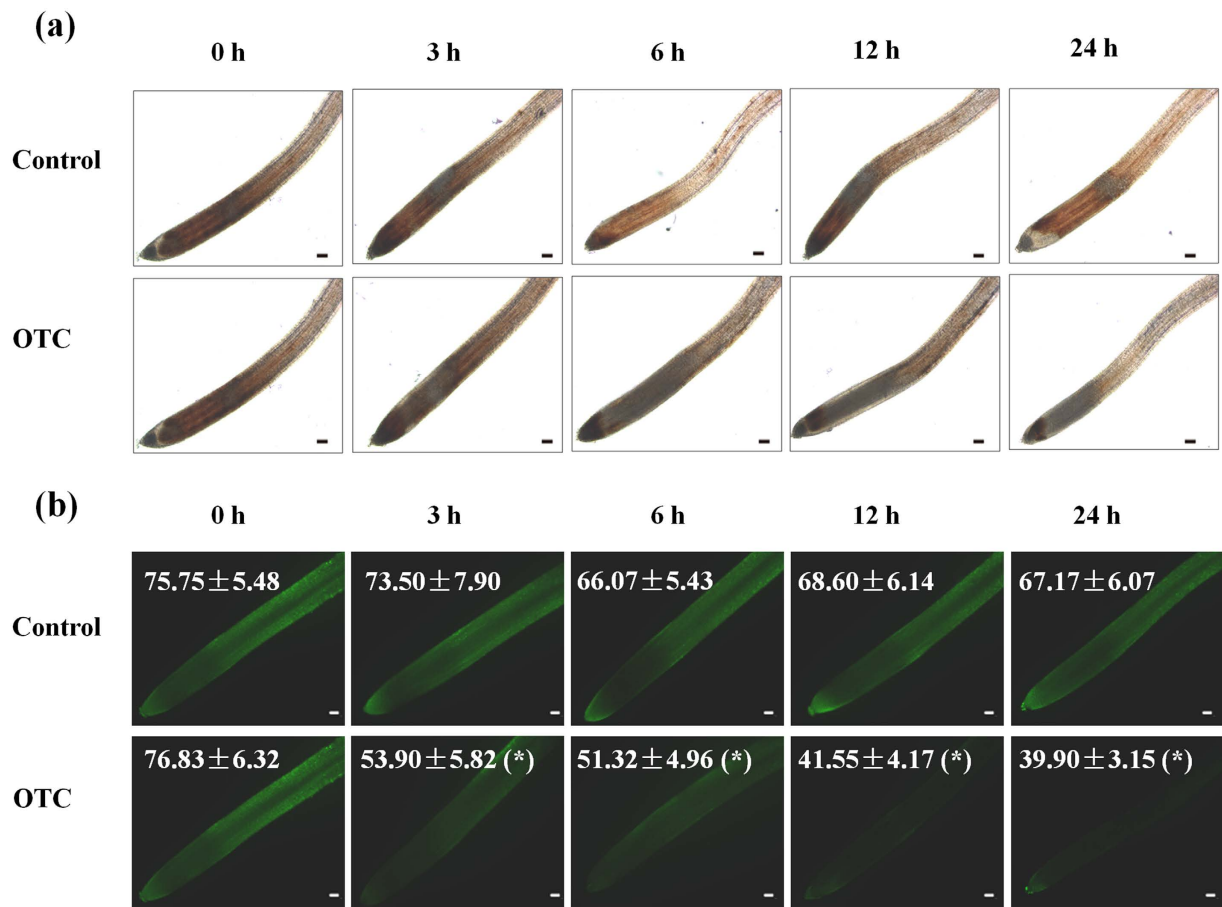 (a)
0 h 3 h 6 h 12 h 24 h
Control
OTC
(b)
0 h 3 h 6 h 12 h 24 h
Control
75.75±5.48 73.50±7.90 66.07±5.43 68.60±6.14 67.17±6.07
OTC
76.83±6.32 53.90±5.82 (*) 51.32±4.96 (*) 41.55±4.17 (*) 39.90±3.15 (*)